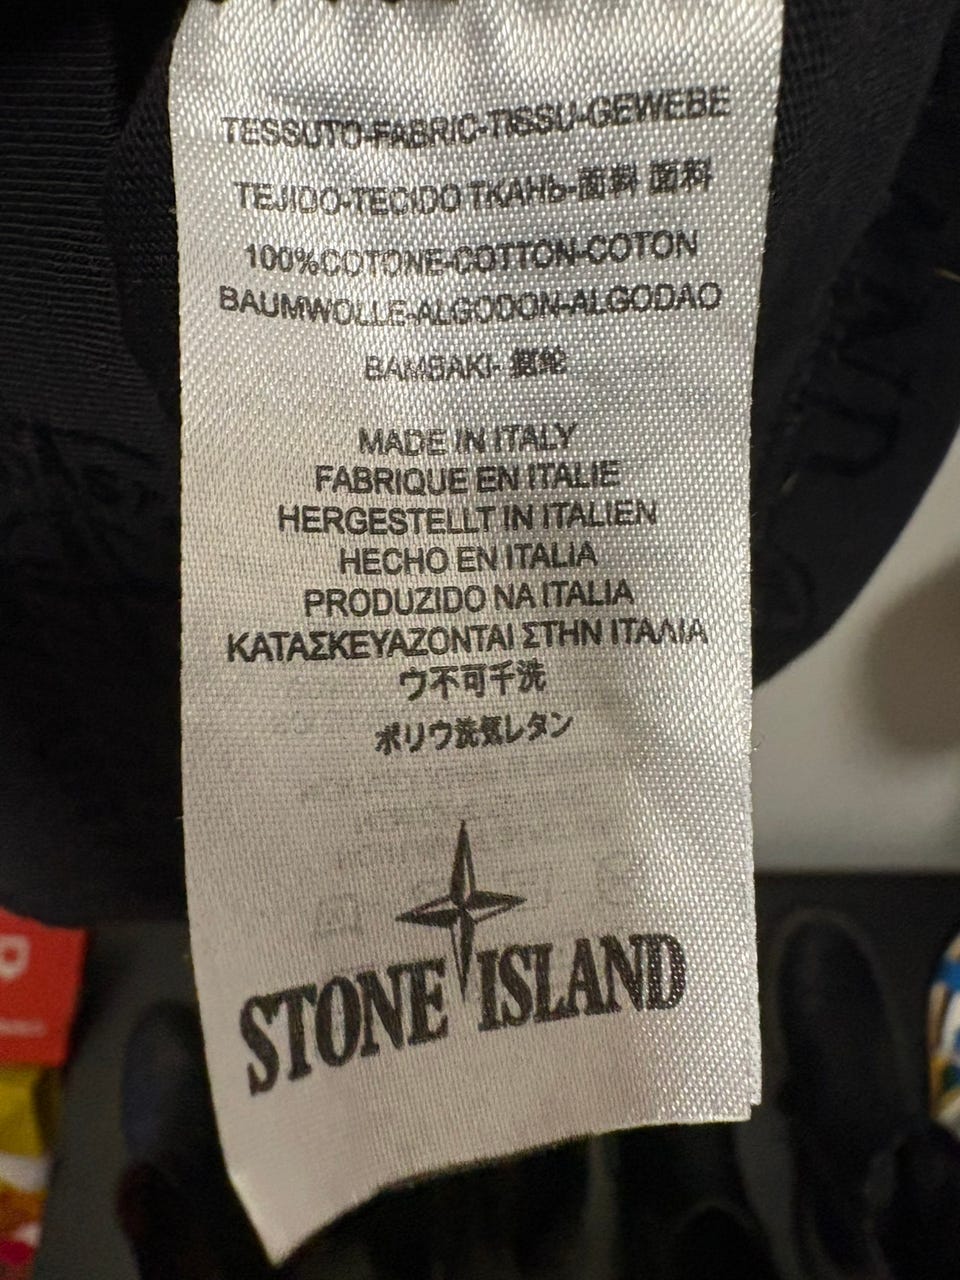 TESSUTO-FABRIC-TISSU-GEWEBE
TEJIDO-TECIDO ТКАНЬ-面料 面料
100%COTONE-COTTON-COTON
BAUMWOLLE-ALGODON-ALGODAO
BAMBAKI-
MADE IN ITALY
FABRIQUE EN ITALIE
HERGESTELLT IN ITALIEN
HECHO EN ITALIA
PRODUZIDO NA ITALIA
ΚΑΤΑΣΚΕΥΑΖΟΝΤΑΙ ΣΤΗΝ ΙΤΑΛΙΑ
ウ不可千洗
ポリウ洗気レタン
STONE ISLAND